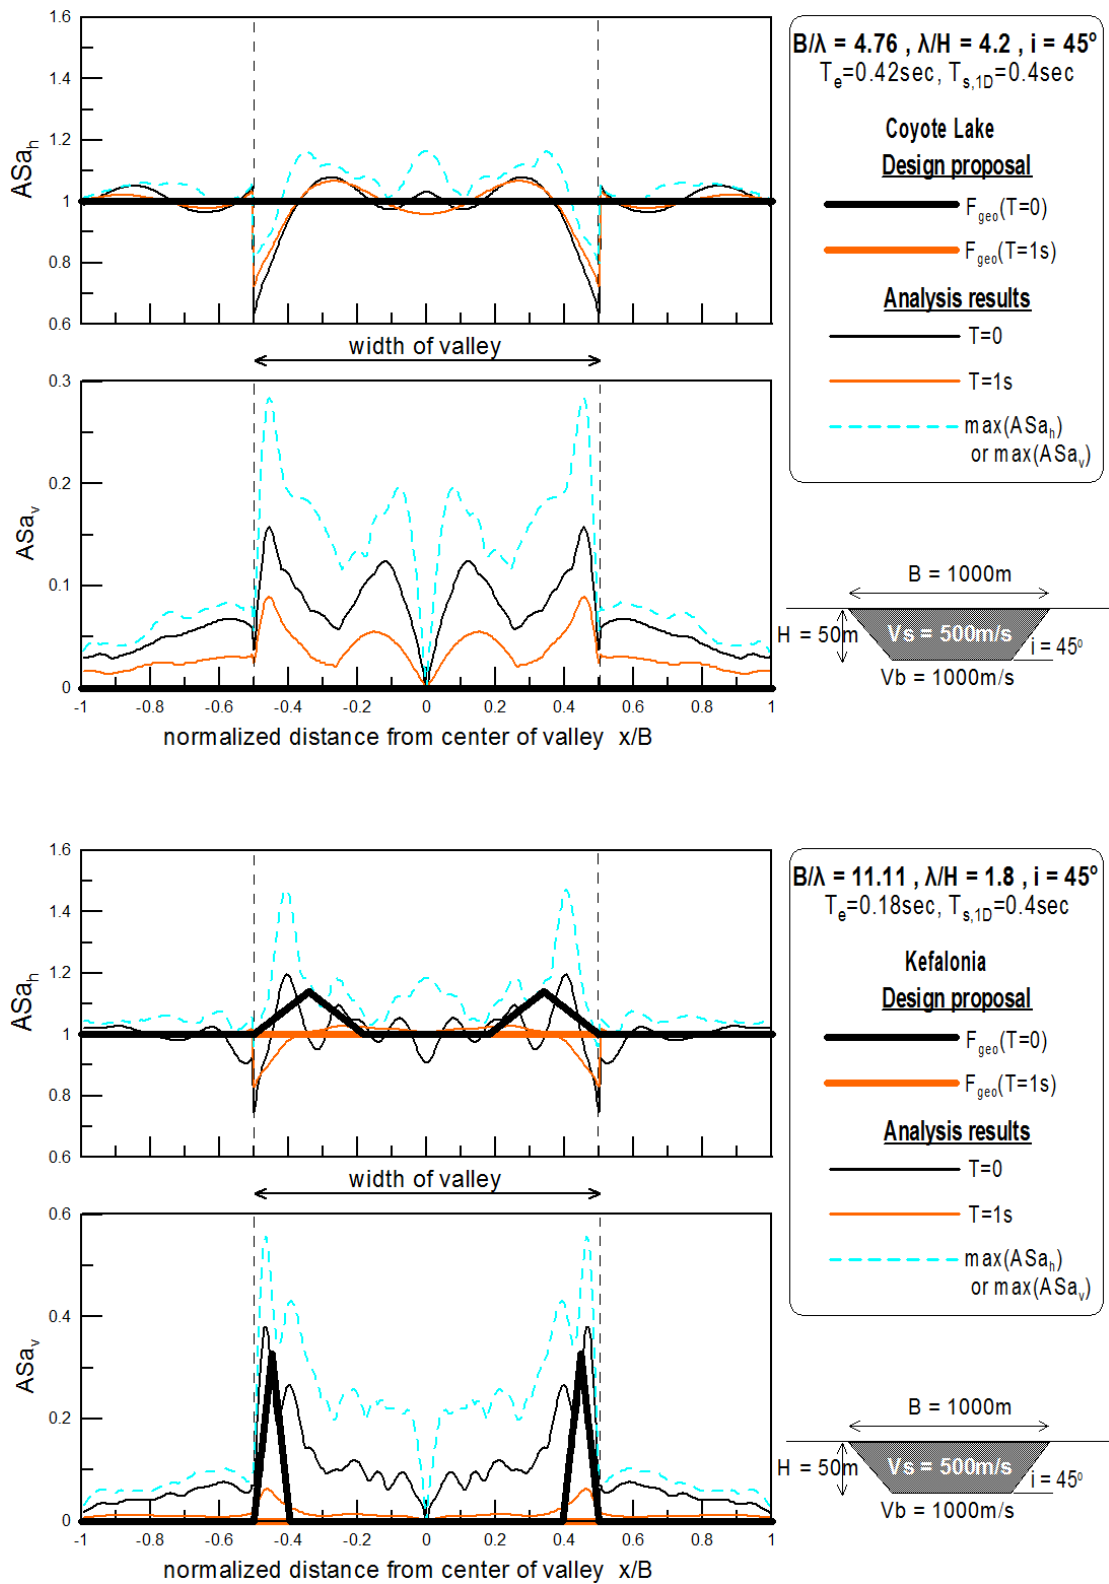 1.6
1.4
1.2
1
0.8
0.6
ASa_h
width of valley
0.3
0.2
0.1
0
ASa_v
-1 -0.8 -0.6 -0.4 -0.2 0 0.2 0.4 0.6 0.8 1
normalized distance from center of valley x/B
B/λ = 4.76 , λ/H = 4.2 , i = 45°
T_e=0.42sec, T_s,1D=0.4sec
Coyote Lake
Design proposal
F_geo(T=0)
F_geo(T=1s)
Analysis results
T=0
T=1s
max(ASa_h)
or max(ASa_v)
B = 1000m
H = 50m
Vs = 500m/s
i = 45°
Vb = 1000m/s
1.6
1.4
1.2
1
0.8
0.6
ASa_h
width of valley
0.6
0.4
0.2
0
ASa_v
-1 -0.8 -0.6 -0.4 -0.2 0 0.2 0.4 0.6 0.8 1
normalized distance from center of valley x/B
B/λ = 11.11 , λ/H = 1.8 , i = 45°
T_e=0.18sec, T_s,1D=0.4sec
Kefalonia
Design proposal
F_geo(T=0)
F_geo(T=1s)
Analysis results
T=0
T=1s
max(ASa_h)
or max(ASa_v)
B = 1000m
H = 50m
Vs = 500m/s
i = 45°
Vb = 1000m/s